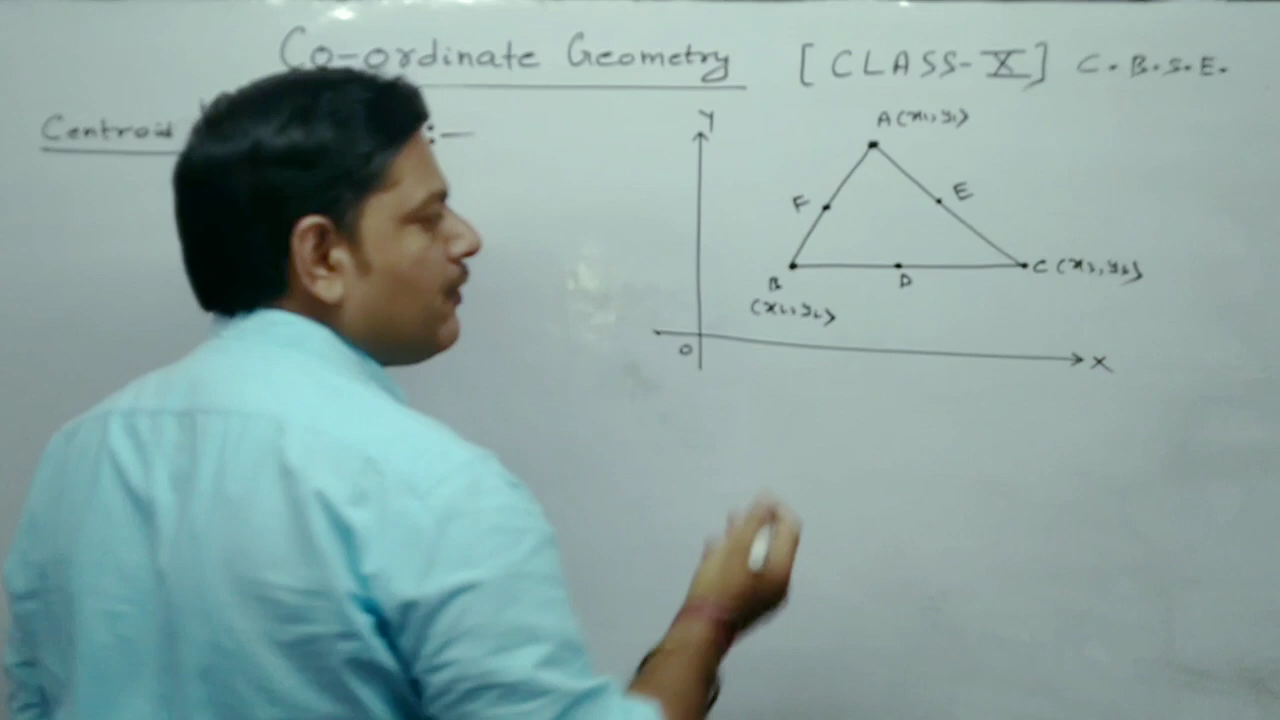 Co-ordinate Geometry [CLASS-X] C.B.S.E.
Centroid :-
Y
A(x₁,y₁)
F
E
B
(x₂,y₂)
D
C(x₃,y₃)
O
X